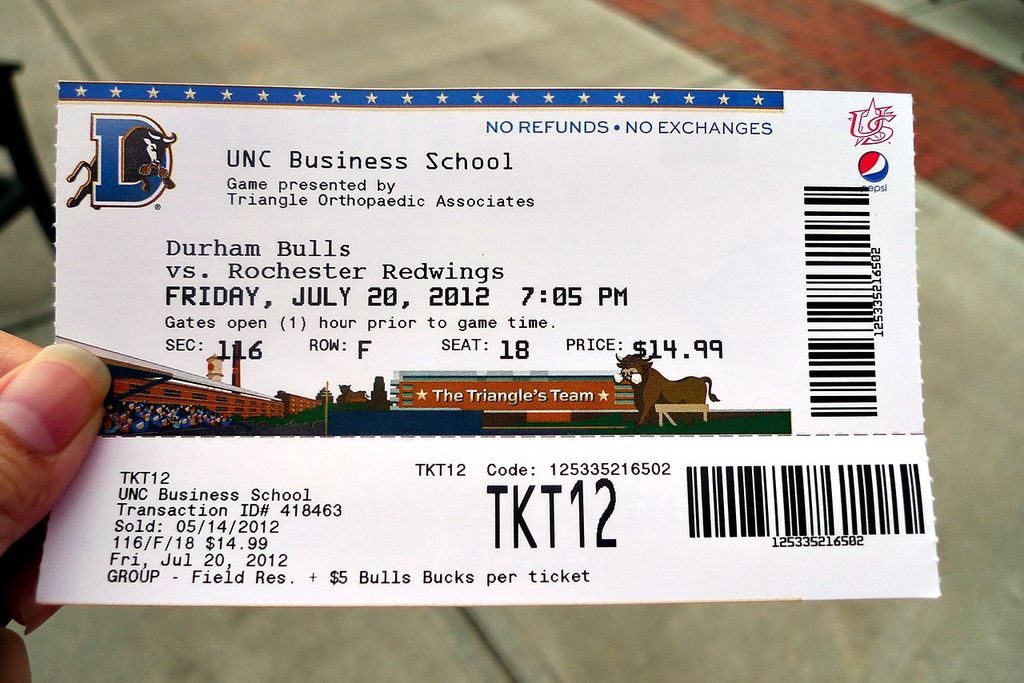 NO REFUNDS • NO EXCHANGES
US
pepsi
D
®
UNC Business School
Game presented by
Triangle Orthopaedic Associates
Durham Bulls
vs. Rochester Redwings
FRIDAY, JULY 20, 2012 7:05 PM
Gates open (1) hour prior to game time.
SEC: 116 ROW: F SEAT: 18 PRICE: $14.99
★ The Triangle's Team ★
125335216502
TKT12
UNC Business School
Transaction ID# 418463
Sold: 05/14/2012
116/F/18 $14.99
Fri, Jul 20, 2012
GROUP - Field Res. + $5 Bulls Bucks per ticket
TKT12 Code: 125335216502
TKT12
125335216502